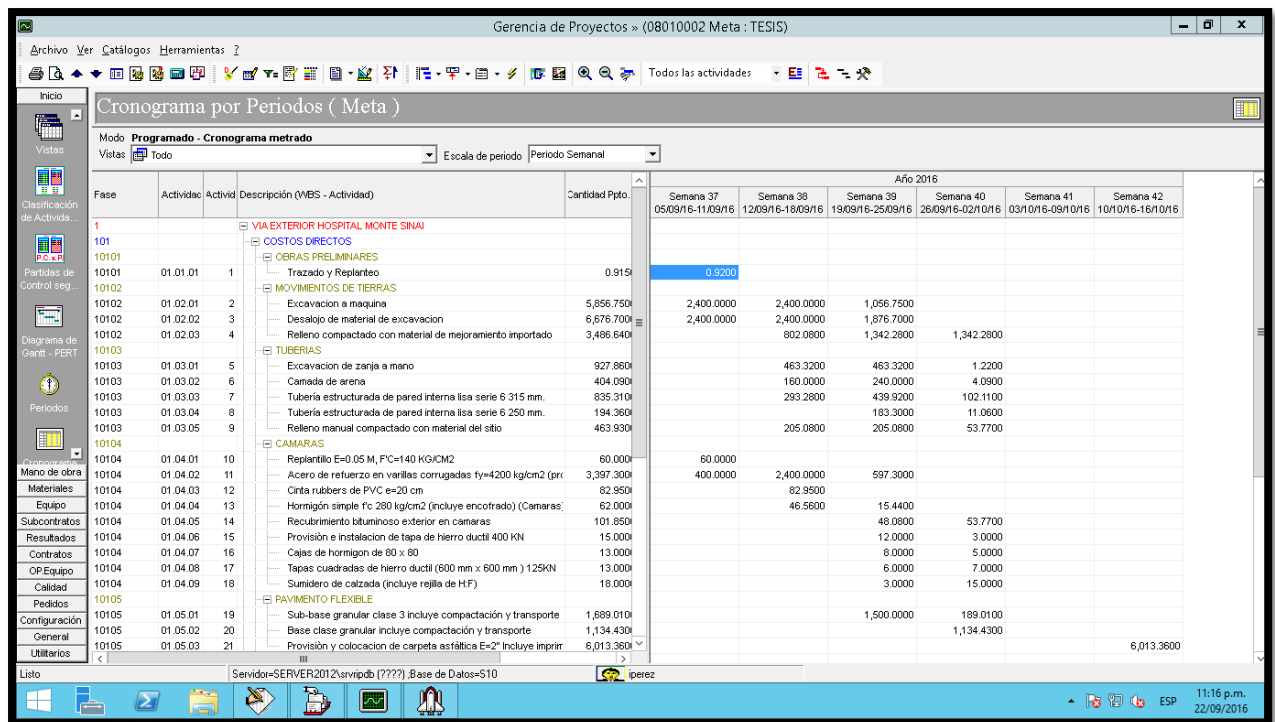 Gerencia de Proyectos » (08010002 Meta : TESIS)
Archivo Ver Catálogos Herramientas ?
Todos las actividades
Inicio
Cronograma por Periodos ( Meta )
Modo Programado - Cronograma metrado
Vistas Todo Escala de periodo Periodo Semanal
Vistas
Clasificación de Activida...
P.C. x P.
Partidas de Control seg...
Diagrama de Gantt - PERT
Periodos
Mano de obra
Materiales
Equipo
Subcontratos
Resultados
Contratos
OP.Equipo
Calidad
Pedidos
Configuración
General
Utilitarios
Año 2016
Fase Actividac Activid Descripción (WBS - Actividad) Cantidad Ppto. Semana 37 Semana 38 Semana 39 Semana 40 Semana 41 Semana 42
05/09/16-11/09/16 12/09/16-18/09/16 19/09/16-25/09/16 26/09/16-02/10/16 03/10/16-09/10/16 10/10/16-16/10/16
1 VIA EXTERIOR HOSPITAL MONTE SINAI
101 COSTOS DIRECTOS
10101 OBRAS PRELIMINARES
10101 01.01.01 1 Trazado y Replanteo 0.915 0.9200
10102 MOVIMIENTOS DE TIERRAS
10102 01.02.01 2 Excavacion a maquina 5,856.750 2,400.0000 2,400.0000 1,056.7500
10102 01.02.02 3 Desalojo de material de excavacion 6,676.700 2,400.0000 2,400.0000 1,876.7000
10102 01.02.03 4 Relleno compactado con material de mejoramiento importado 3,486.640 802.0800 1,342.2800 1,342.2800
10103 TUBERIAS
10103 01.03.01 5 Excavacion de zanja a mano 927.860 463.3200 463.3200 1.2200
10103 01.03.02 6 Camada de arena 404.090 160.0000 240.0000 4.0900
10103 01.03.03 7 Tubería estructurada de pared interna lisa serie 6 315 mm. 835.310 293.2800 439.9200 102.1100
10103 01.03.04 8 Tubería estructurada de pared interna lisa serie 6 250 mm. 194.360 183.3000 11.0600
10103 01.03.05 9 Relleno manual compactado con material del sitio 463.930 205.0800 205.0800 53.7700
10104 CAMARAS
10104 01.04.01 10 Replantillo E=0.05 M, F'C=140 KG/CM2 60.000 60.0000
10104 01.04.02 11 Acero de refuerzo en varillas corrugadas fy=4200 kg/cm2 (pro 3,397.300 400.0000 2,400.0000 597.3000
10104 01.04.03 12 Cinta rubbers de PVC e=20 cm 82.950 82.9500
10104 01.04.04 13 Hormigón simple f'c 280 kg/cm2 (incluye encofrado) (Camaras) 62.000 46.5600 15.4400
10104 01.04.05 14 Recubrimiento bituminoso exterior en camaras 101.850 48.0800 53.7700
10104 01.04.06 15 Provisiòn e instalacion de tapa de hierro ductil 400 KN 15.000 12.0000 3.0000
10104 01.04.07 16 Cajas de hormigon de 80 x 80 13.000 8.0000 5.0000
10104 01.04.08 17 Tapas cuadradas de hierro ductil (600 mm x 600 mm ) 125KN 13.000 6.0000 7.0000
10104 01.04.09 18 Sumidero de calzada (incluye rejilla de H.F) 18.000 3.0000 15.0000
10105 PAVIMENTO FLEXIBLE
10105 01.05.01 19 Sub-base granular clase 3 incluye compactación y transporte 1,689.010 1,500.0000 189.0100
10105 01.05.02 20 Base clase granular incluye compactación y transporte 1,134.430 1,134.4300
10105 01.05.03 21 Provisiòn y colocacion de carpeta asfáltica E=2" Incluye imprim 6,013.360 6,013.3600
Listo Servidor=SERVER2012\srvripdb (????) ;Base de Datos=S10 iperez
ESP 11:16 p.m.
22/09/2016